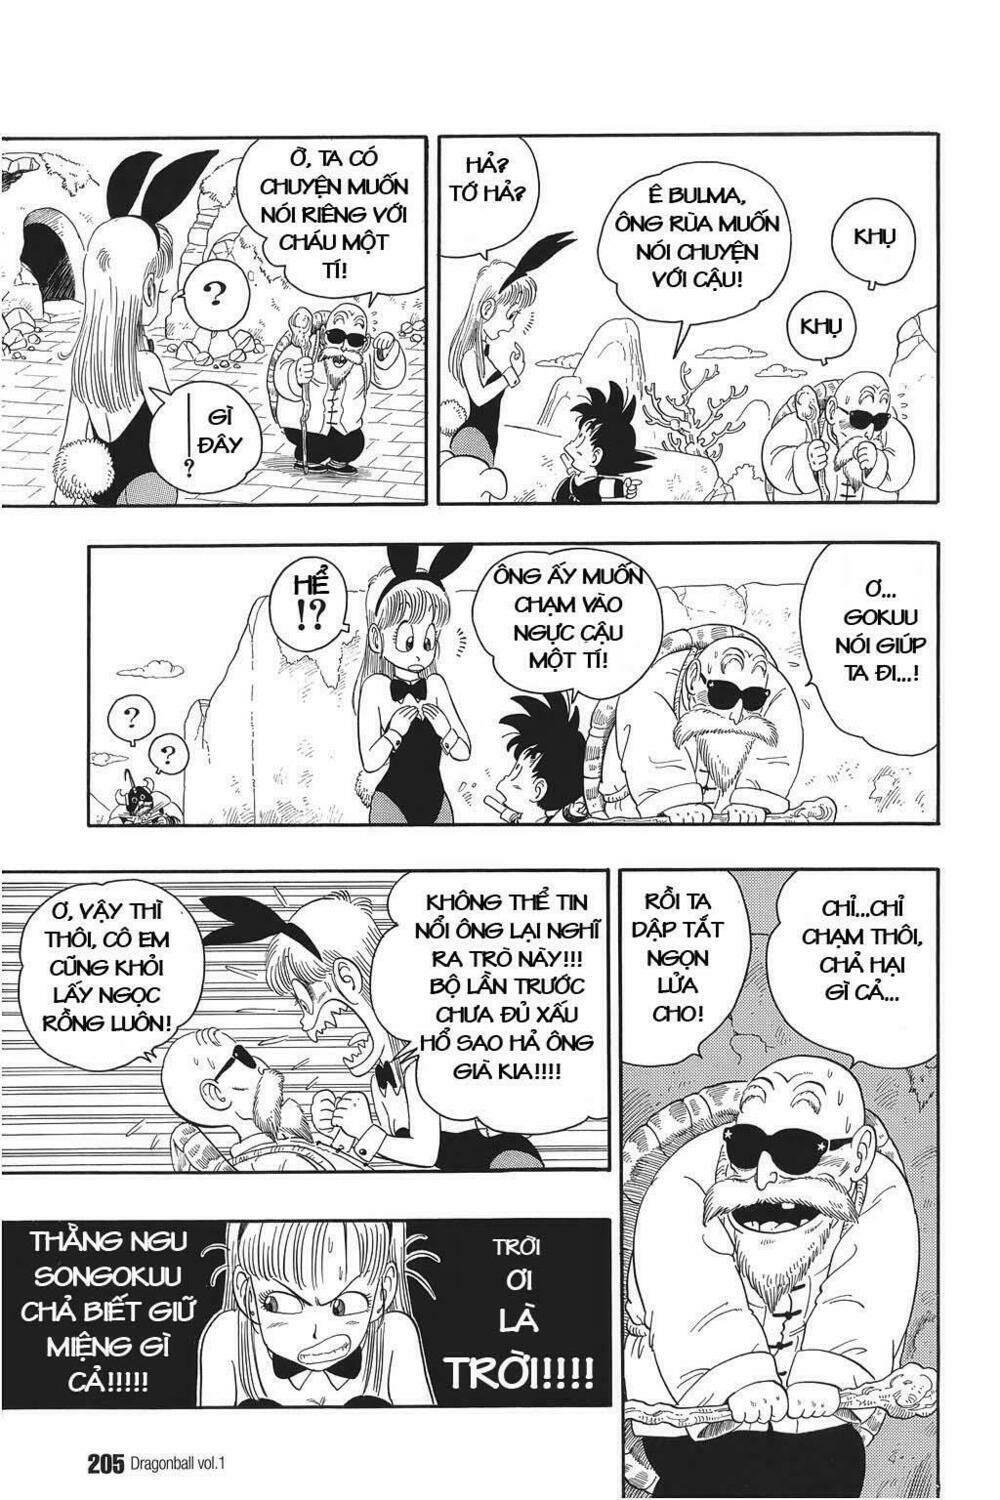 KHỤ
KHỤ
Ê BULMA,
ÔNG RÙA MUỐN
NÓI CHUYỆN
VỚI CẬU!
HẢ?
TỚ HẢ?
Ờ, TA CÓ
CHUYỆN MUỐN
NÓI RIÊNG VỚI
CHÁU MỘT
TÍ!
?
GÌ
ĐÂY
?
Ơ...
GOKUU
NÓI GIÚP
TA ĐI...!
ÔNG ẤY MUỐN
CHẠM VÀO
NGỰC CẬU
MỘT TÍ!
HỂ
!?
?
?
CHỈ...CHỈ
CHẠM THÔI,
CHẢ HẠI
GÌ CẢ...
RỒI TA
DẬP TẮT
NGỌN
LỬA
CHO!
KHÔNG THỂ TIN
NỔI ÔNG LẠI NGHĨ
RA TRÒ NÀY!!!
BỘ LẦN TRƯỚC
CHƯA ĐỦ XẤU
HỔ SAO HẢ ÔNG
GIÀ KIA!!!!
Ơ, VẬY THÌ
THÔI, CÔ EM
CŨNG KHỎI
LẤY NGỌC
RỒNG LUÔN!
TRỜI
ƠI
LÀ
TRỜI!!!!!
THẰNG NGU
SONGOKUU
CHẢ BIẾT GIỮ
MIỆNG GÌ
CẢ!!!!!
205 Dragonball vol.1